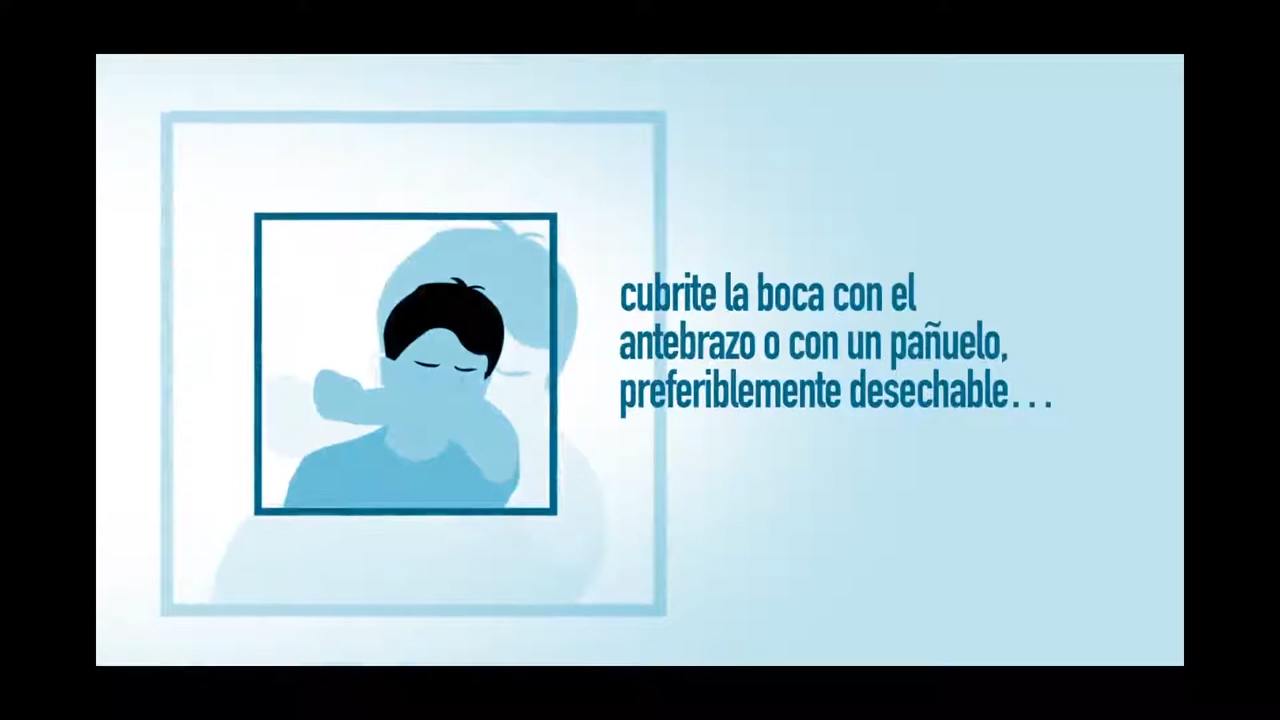 cubrite la boca con el
antebrazo o con un pañuelo,
preferiblemente desechable...